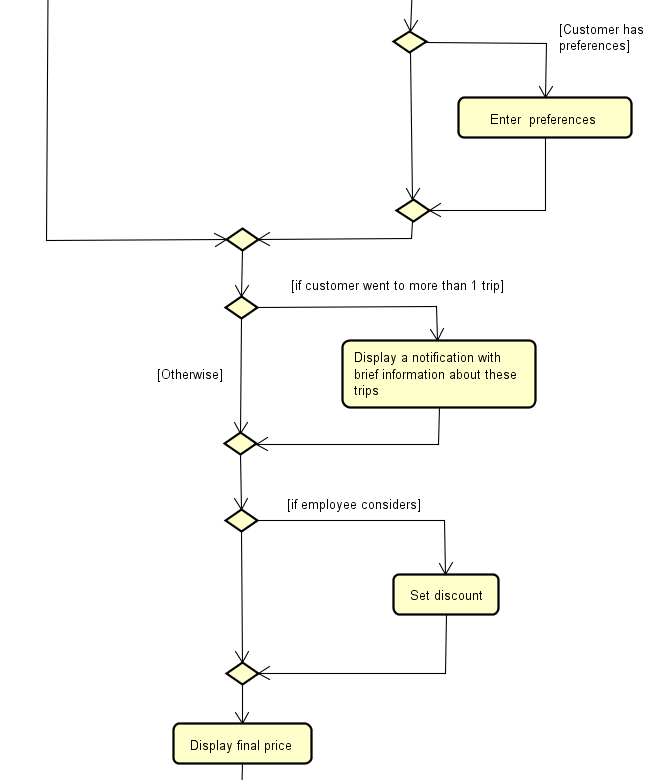 [Customer has
preferences]
Enter preferences
[if customer went to more than 1 trip]
Display a notification with
brief information about these
trips
[Otherwise]
[if employee considers]
Set discount
Display final price